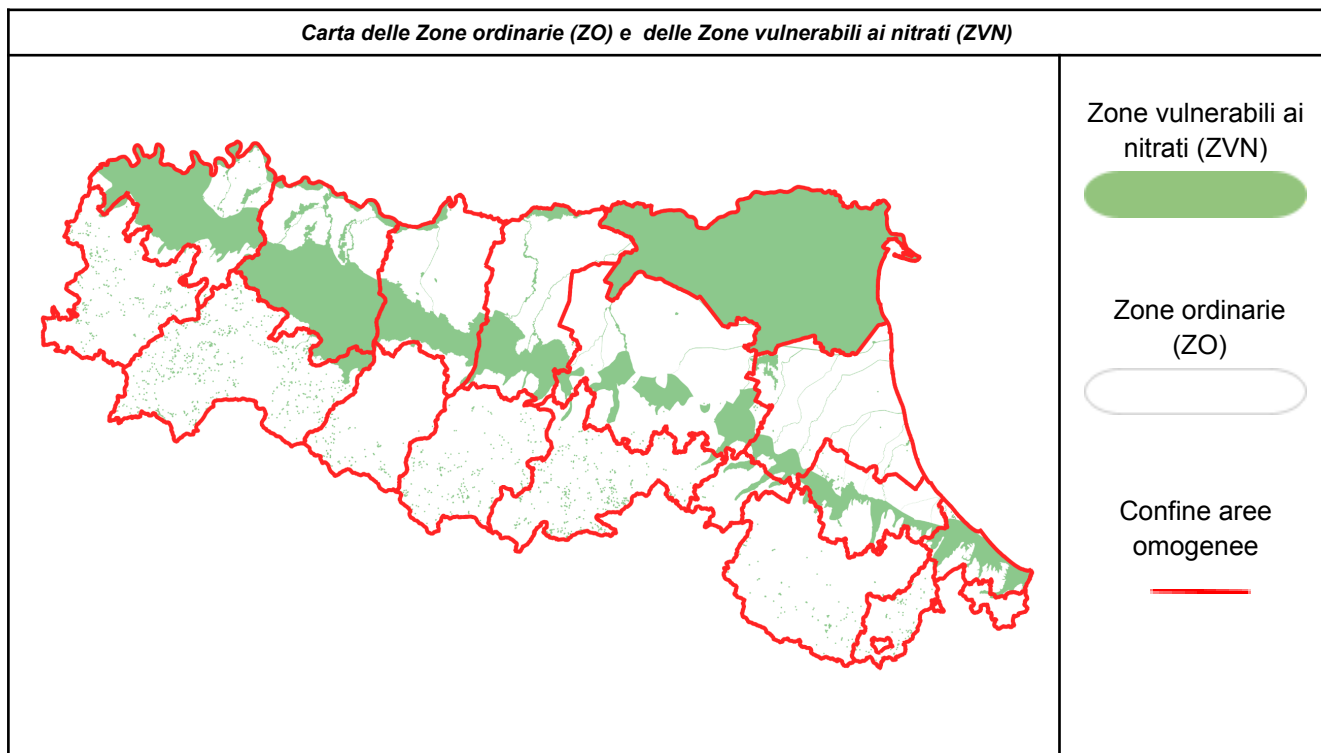 Carta delle Zone ordinarie (ZO) e delle Zone vulnerabili ai nitrati (ZVN)
Zone vulnerabili ai
nitrati (ZVN)
Zone ordinarie
(ZO)
Confine aree
omogenee